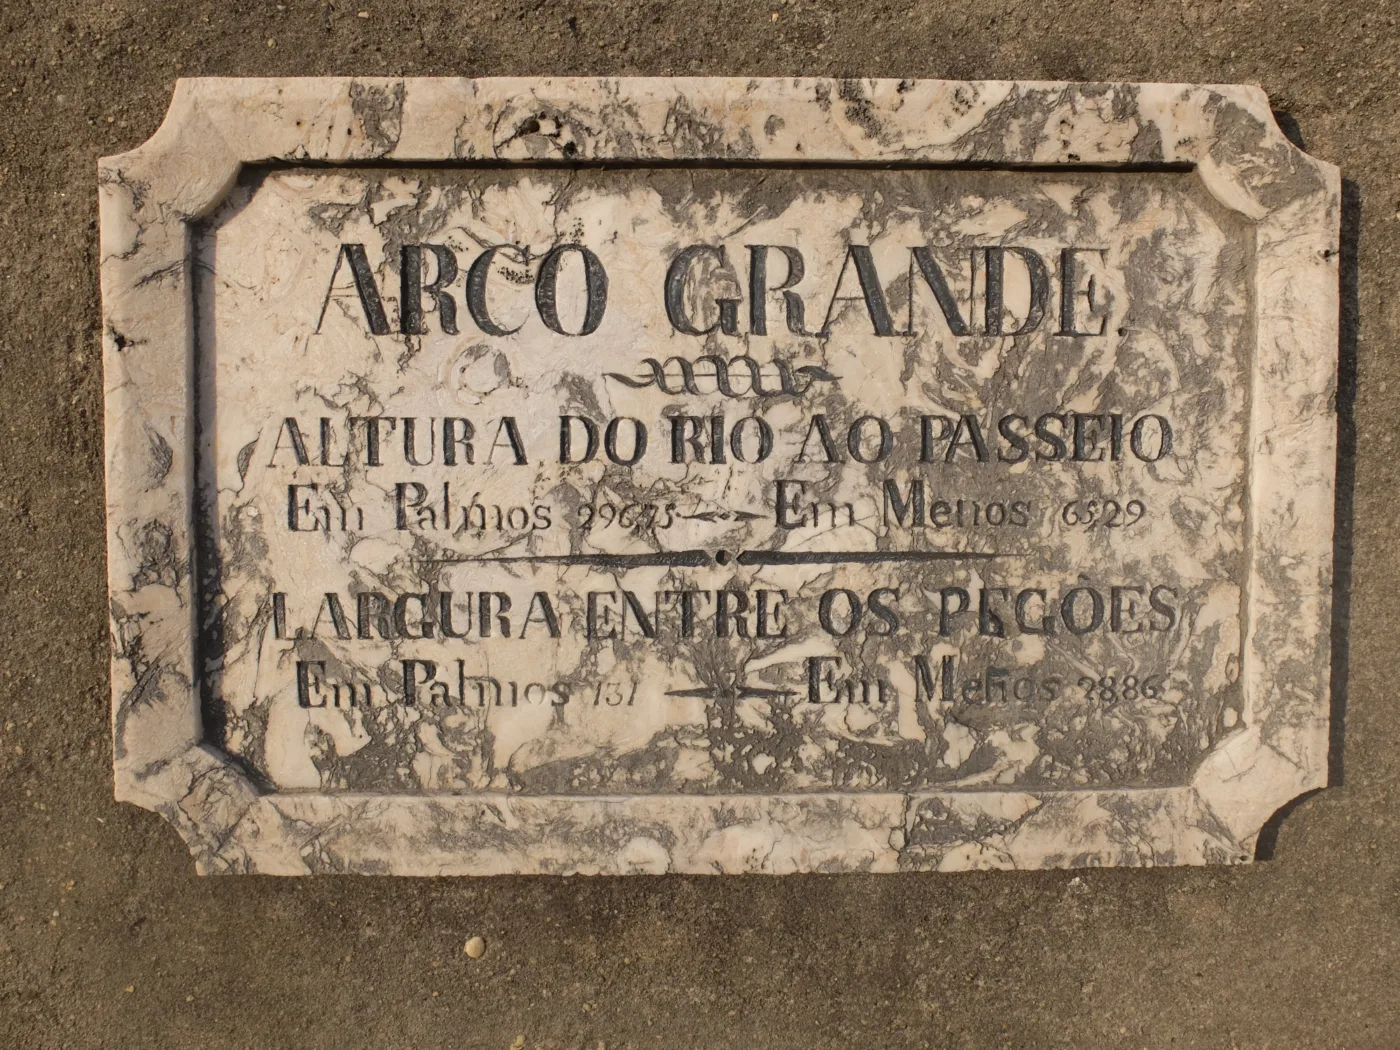 ARCO GRANDE.
ALTURA DO RIO AO PASSEIO
Em Palmos 296,75 Em Metros 65,29
LARGURA ENTRE OS PEGÕES
Em Palmos 131 Em Metros 28,86